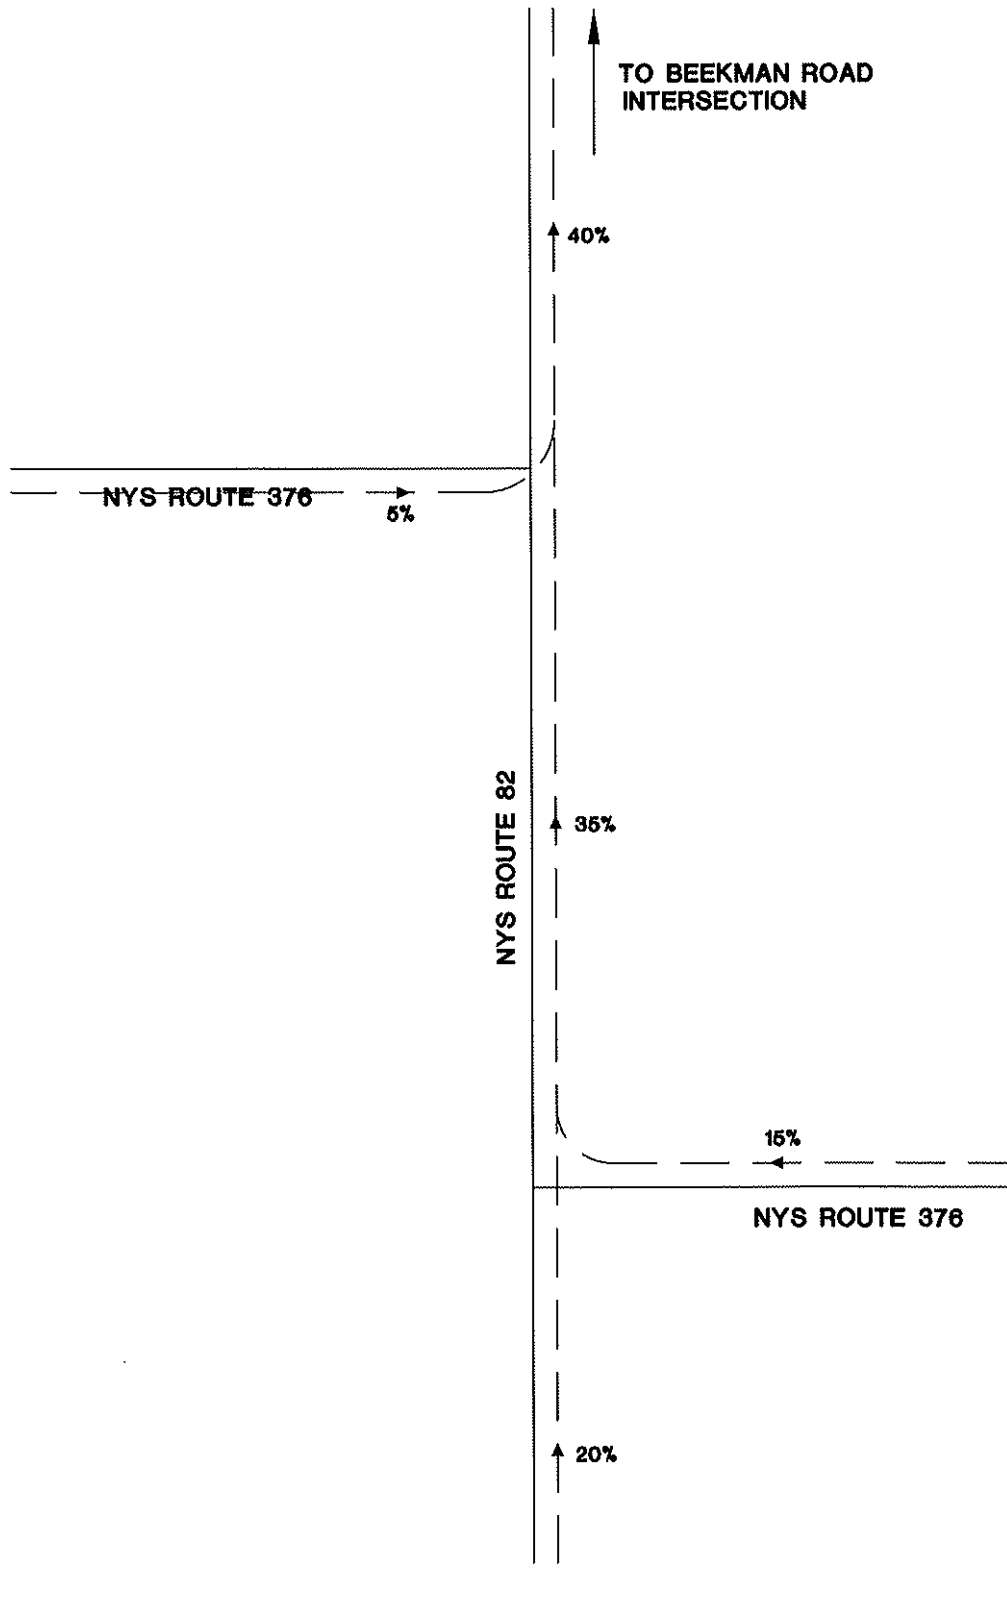 TO BEEKMAN ROAD
INTERSECTION
40%
NYS ROUTE 376
5%
NYS ROUTE 82
35%
15%
NYS ROUTE 376
20%